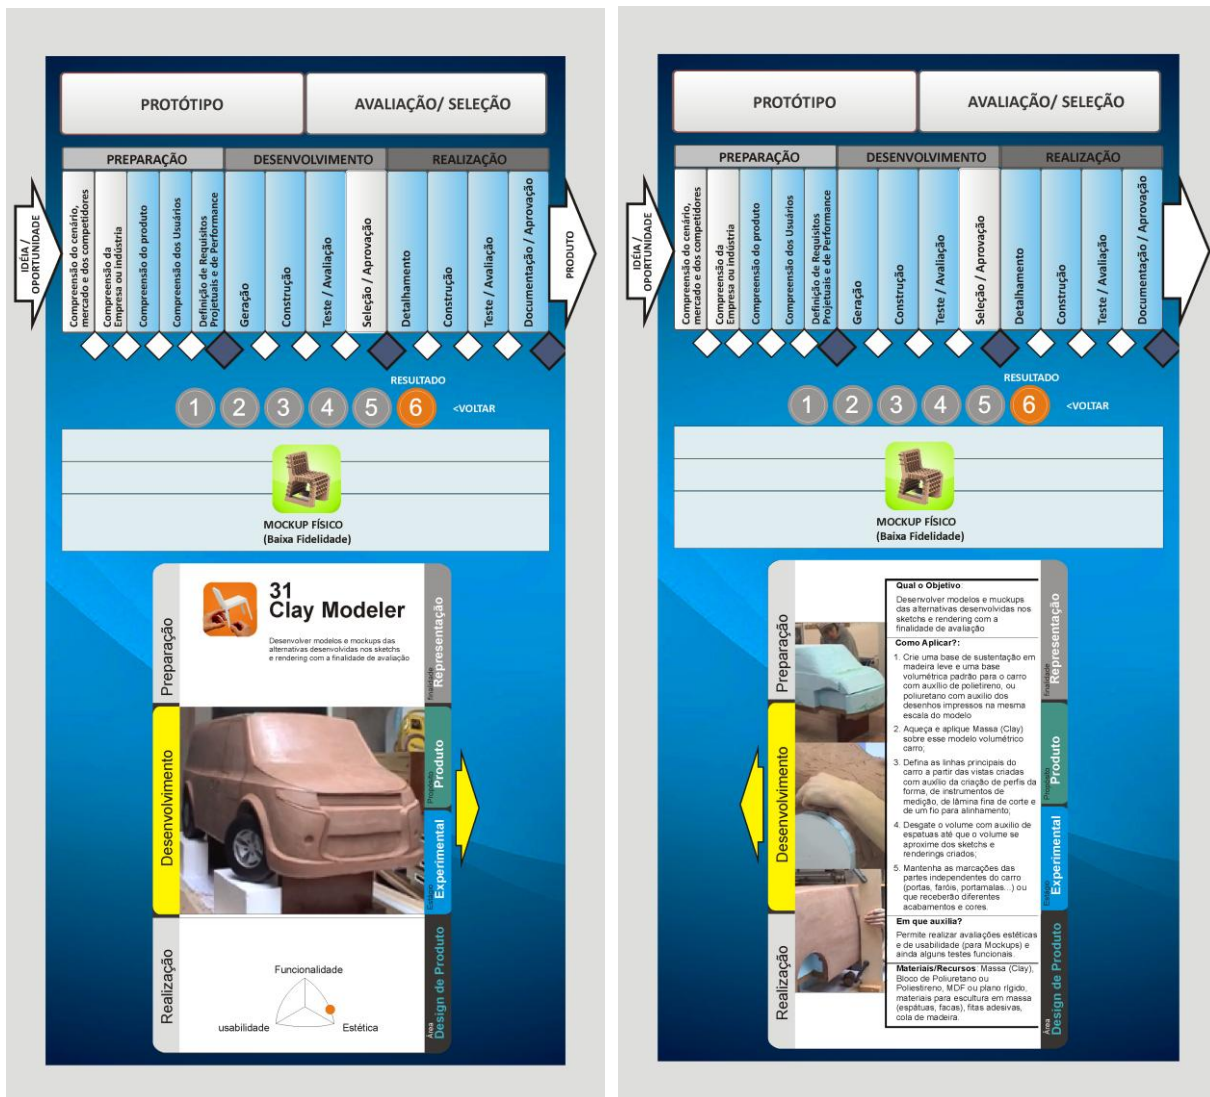 PROTÓTIPO
AVALIAÇÃO/ SELEÇÃO
PREPARAÇÃO
DESENVOLVIMENTO
REALIZAÇÃO
IDÉIA /
OPORTUNIDADE
Compreensão do cenário,
mercado e dos competidores
Compreensão da
Empresa ou indústria
Compreensão do produto
Compreensão dos Usuários
Definição de Requisitos
Projetuais e de Performance
Geração
Construção
Teste / Avaliação
Seleção / Aprovação
Detalhamento
Construção
Teste / Avaliação
Documentação / Aprovação
PRODUTO
RESULTADO
1 2 3 4 5 6
<VOLTAR
MOCKUP FÍSICO
(Baixa Fidelidade)
31
Clay Modeler
Desenvolver modelos e mockups das
alternativas desenvolvidas nos sketchs
e rendering com a finalidade de avaliação
Preparação
Desenvolvimento
Realização
finalidade
Representação
Propósito
Produto
Estágio
Experimental
Área
Design de Produto
Funcionalidade
usabilidade
Estética
PROTÓTIPO
AVALIAÇÃO/ SELEÇÃO
PREPARAÇÃO
DESENVOLVIMENTO
REALIZAÇÃO
IDÉIA /
OPORTUNIDADE
Compreensão do cenário,
mercado e dos competidores
Compreensão da
Empresa ou indústria
Compreensão do produto
Compreensão dos Usuários
Definição de Requisitos
Projetuais e de Performance
Geração
Construção
Teste / Avaliação
Seleção / Aprovação
Detalhamento
Construção
Teste / Avaliação
Documentação / Aprovação
RESULTADO
1 2 3 4 5 6
<VOLTAR
MOCKUP FÍSICO
(Baixa Fidelidade)
Preparação
Desenvolvimento
Realização
Qual o Objetivo
Desenvolver modelos e muckups
das alternativas desenvolvidas nos
sketchs e rendering com a
finalidade de avaliação
Como Aplicar?:
1. Crie uma base de sustentação em
madeira leve e uma base
volumétrica padrão para o carro
com auxílio de polietireno, ou
poliuretano com auxilio dos
desenhos impressos na mesma
escala do modelo
2. Aqueça e aplique Massa (Clay)
sobre esse modelo volumétrico
carro;
3. Defina as linhas principais do
carro a partir das vistas criadas
com auxílio da criação de perfis da
forma, de instrumentos de
medição, de lâmina fina de corte e
de um fio para alinhamento;
4. Desgate o volume com auxilio de
espatuas até que o volume se
aproxime dos sketchs e
renderings criados;
5. Mantenha as marcações das
partes independentes do carro
(portas, faróis, portamalas...) ou
que receberão diferentes
acabamentos e cores.
Em que auxilia?
Permite realizar avaliações estéticas
e de usabilidade (para Mockups) e
ainda alguns testes funcionais.
Materiais/Recursos: Massa (Clay),
Bloco de Poliuretano ou
Poliestireno, MDF ou plano rígido,
materiais para escultura em massa
(espátuas, facas), fitas adesivas,
cola de madeira.
finalidade
Representação
Propósito
Produto
Estágio
Experimental
Área
Design de Produto